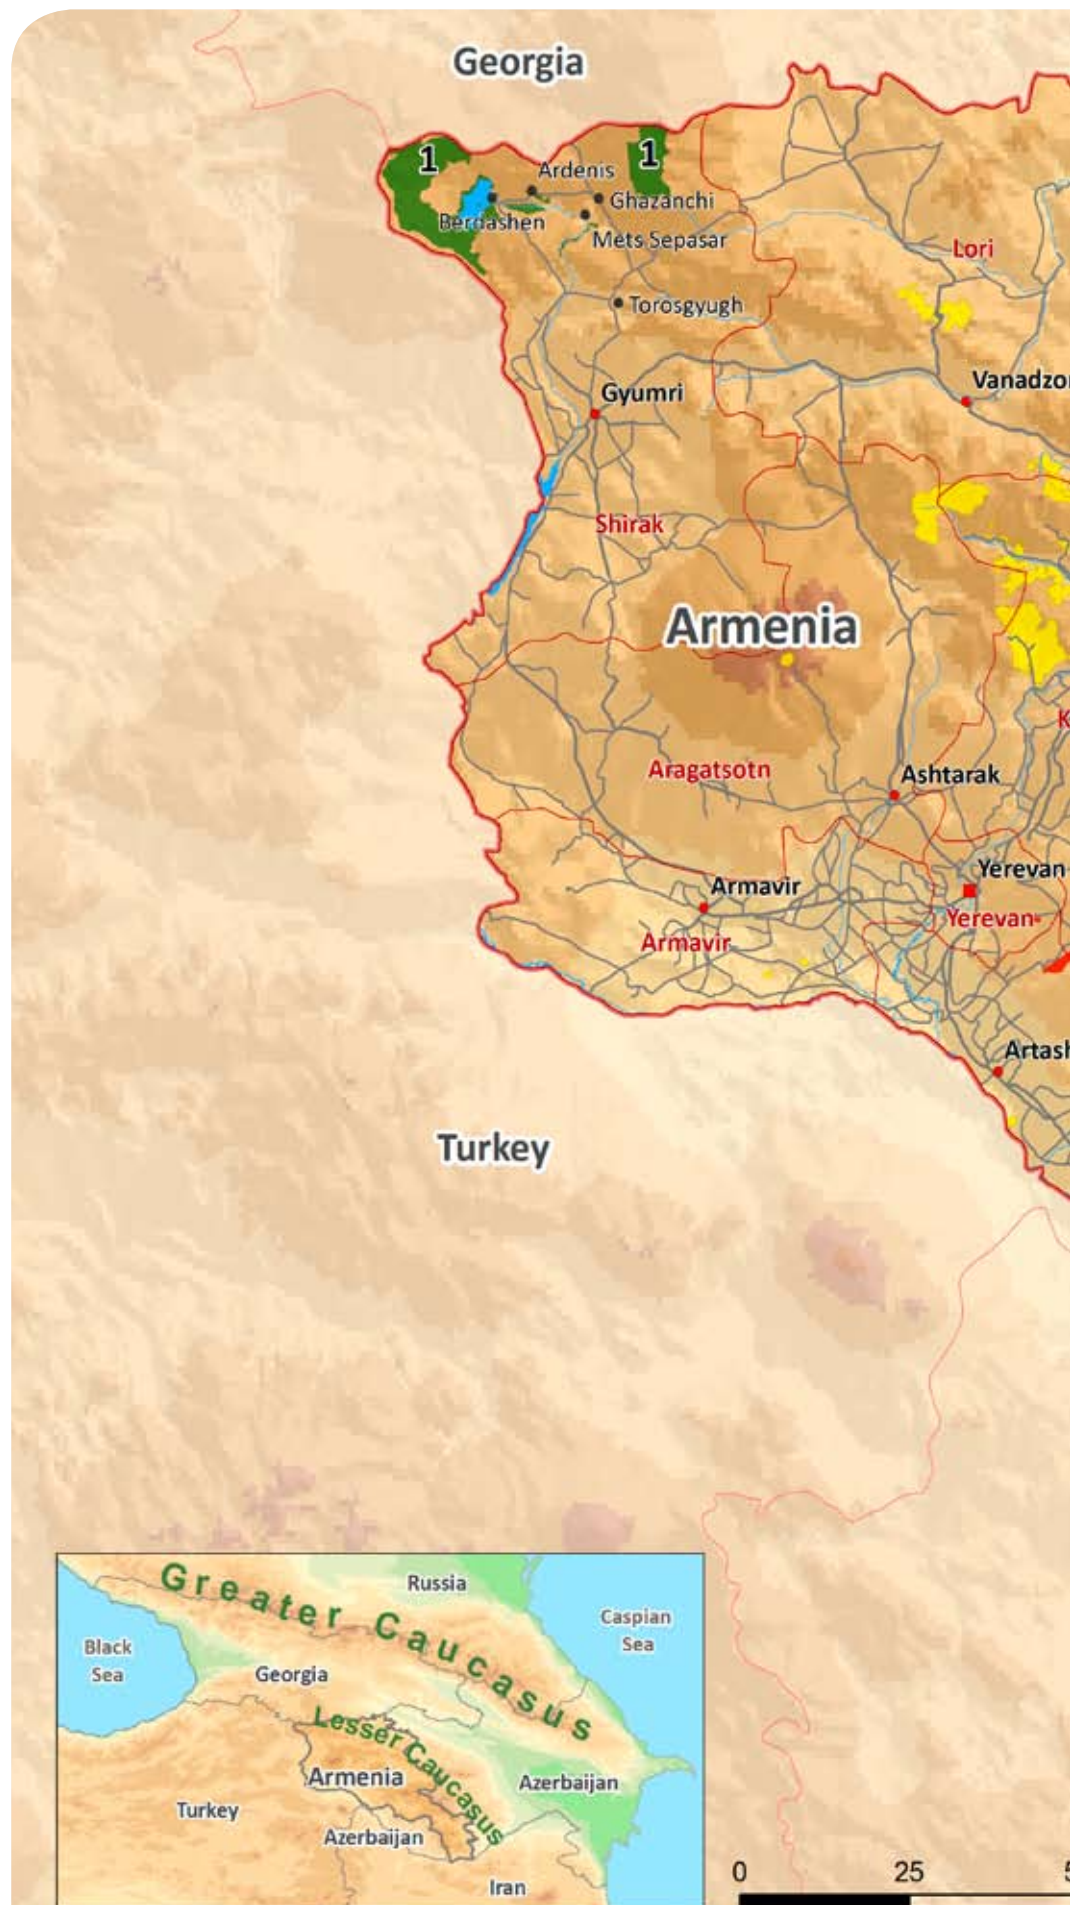 Georgia
1
1
Ardenis
Ghazanchi
Berdashen
Mets Sepasar
Lori
Torosgyugh
Vanadzor
Gyumri
Shirak
Armenia
K
Aragatsotn
Ashtarak
Yerevan
Armavir
Yerevan
Armavir
Artash
Turkey
Greater Caucasus
Russia
Caspian
Sea
Black
Sea
Georgia
Lesser Caucasus
Armenia
Azerbaijan
Turkey
Azerbaijan
Iran
0 25 5